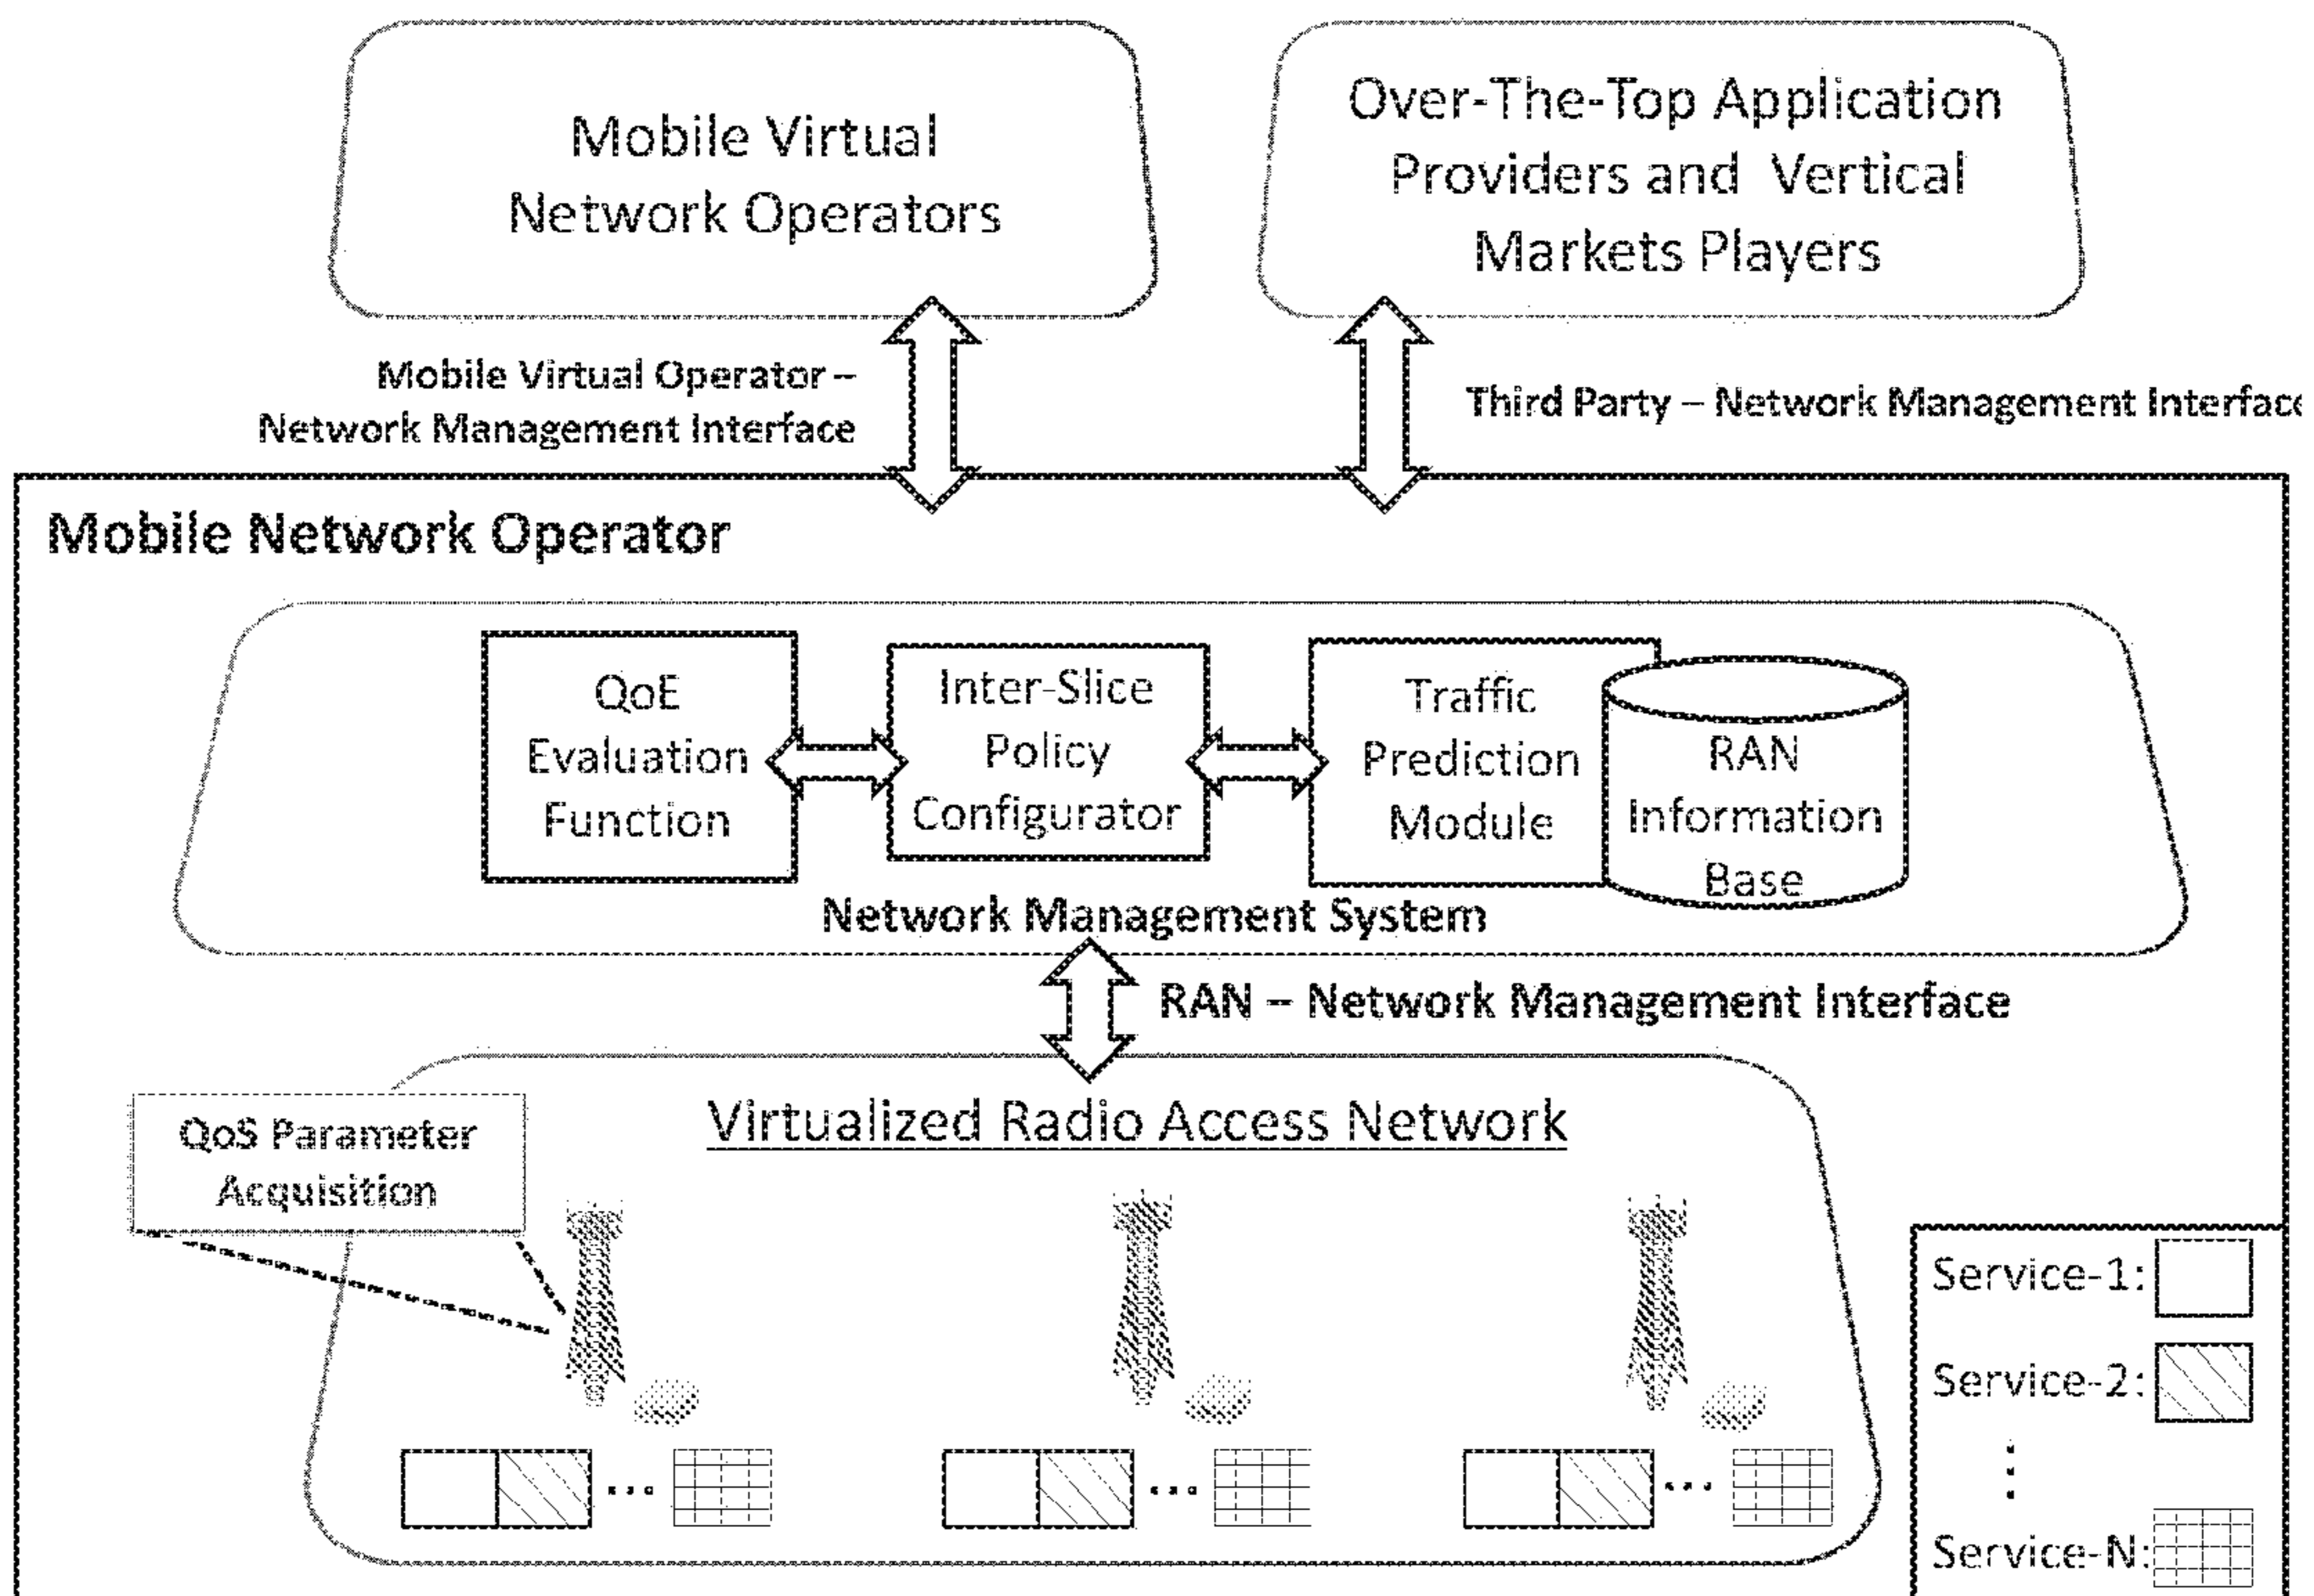 Mobile Virtual
Network Operators
Over-The-Top Application
Providers and Vertical
Markets Players
Mobile Virtual Operator –
Network Management Interface
Third Party – Network Management Interface
Mobile Network Operator
QoE
Evaluation
Function
Inter-Slice
Policy
Configurator
Traffic
Prediction
Module
RAN
Information
Base
Network Management System
RAN – Network Management Interface
Virtualized Radio Access Network
QoS Parameter
Acquisition
...
...
...
Service-1:
Service-2:
⋮
Service-N: